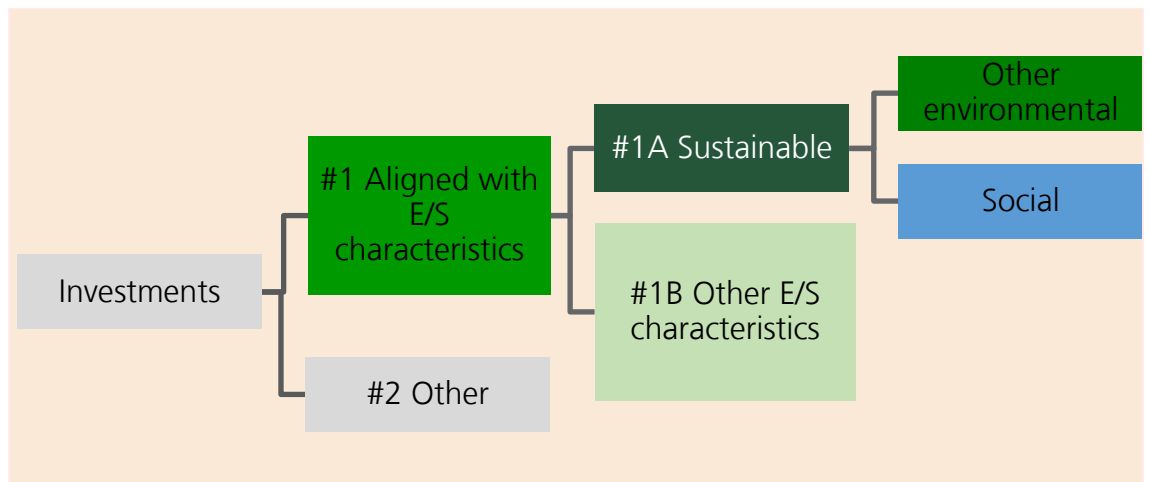 Investments
#1 Aligned with
E/S
characteristics
#2 Other
#1A Sustainable
#1B Other E/S
characteristics
Other
environmental
Social